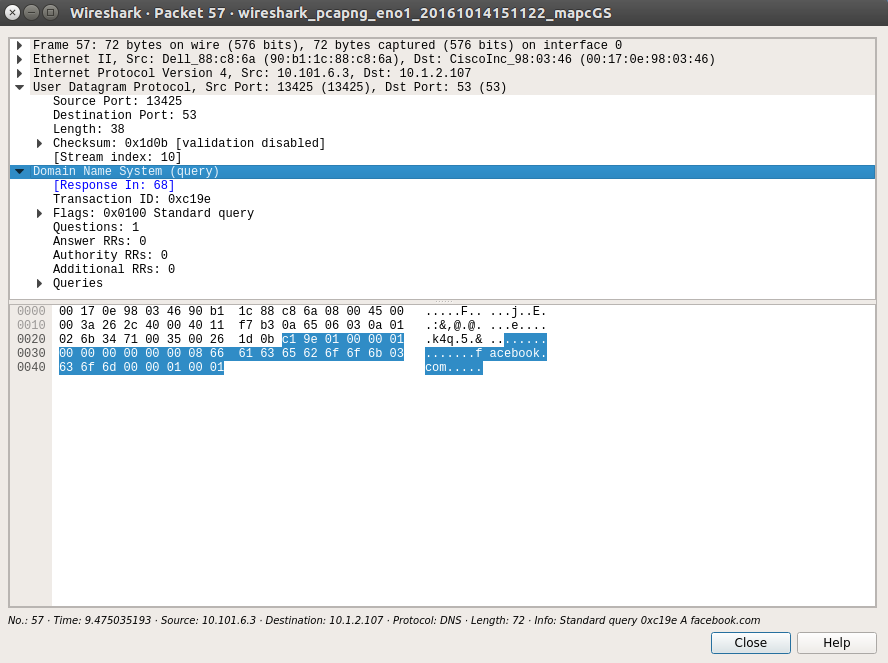 Wireshark · Packet 57 · wireshark_pcapng_eno1_20161014151122_mapcGS
Frame 57: 72 bytes on wire (576 bits), 72 bytes captured (576 bits) on interface 0
Ethernet II, Src: Dell_88:c8:6a (90:b1:1c:88:c8:6a), Dst: CiscoInc_98:03:46 (00:17:0e:98:03:46)
Internet Protocol Version 4, Src: 10.101.6.3, Dst: 10.1.2.107
User Datagram Protocol, Src Port: 13425 (13425), Dst Port: 53 (53)
Source Port: 13425
Destination Port: 53
Length: 38
Checksum: 0x1d0b [validation disabled]
[Stream index: 10]
Domain Name System (query)
[Response In: 68]
Transaction ID: 0xc19e
Flags: 0x0100 Standard query
Questions: 1
Answer RRs: 0
Authority RRs: 0
Additional RRs: 0
Queries
0000 00 17 0e 98 03 46 90 b1 1c 88 c8 6a 08 00 45 00 .....F.. ...j..E.
0010 00 3a 26 2c 40 00 40 11 f7 b3 0a 65 06 03 0a 01 .:&,@.@. ...e....
0020 02 6b 34 71 00 35 00 26 1d 0b c1 9e 01 00 00 01 .k4q.5.& ........
0030 00 00 00 00 00 00 08 66 61 63 65 62 6f 6f 6b 03 .......f acebook.
0040 63 6f 6d 00 00 01 00 01 com.....
No.: 57 · Time: 9.475035193 · Source: 10.101.6.3 · Destination: 10.1.2.107 · Protocol: DNS · Length: 72 · Info: Standard query 0xc19e A facebook.com
Close Help